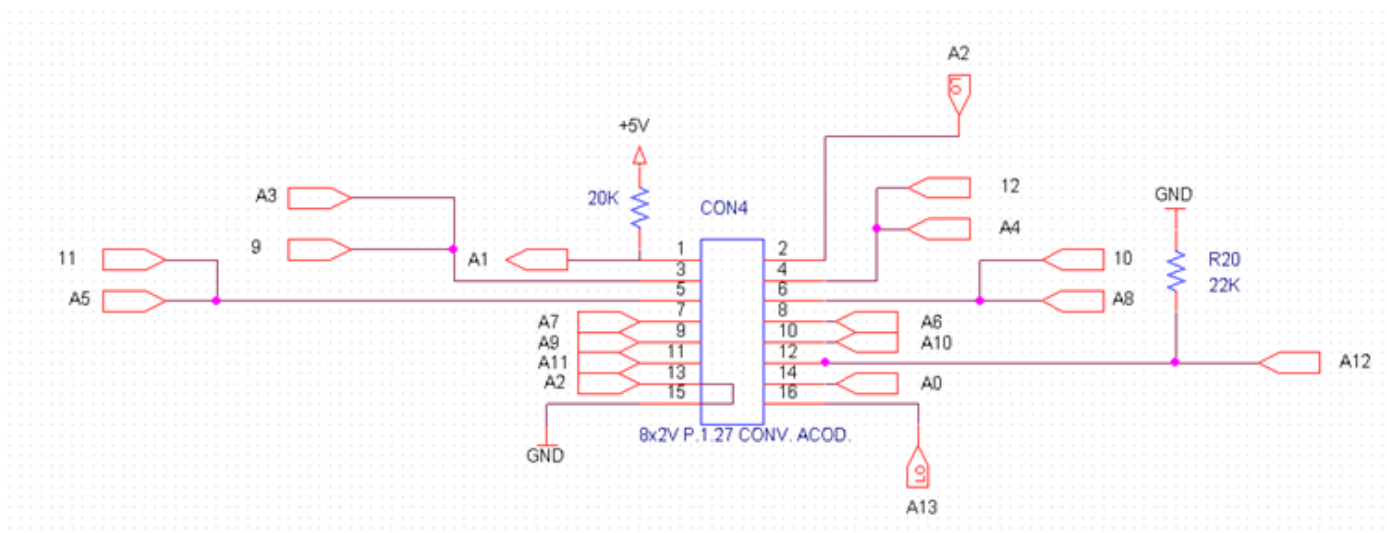 A2
LO
+5V
A3
20K
CON4
12
GND
9
A1
1
2
A4
11
3
4
10
R20
A5
5
6
A8
22K
A7
7
8
A6
A9
9
10
A10
A11
11
12
A12
A2
13
14
A0
15
16
GND
8x2V P.1.27 CONV. ACOD.
LO
A13